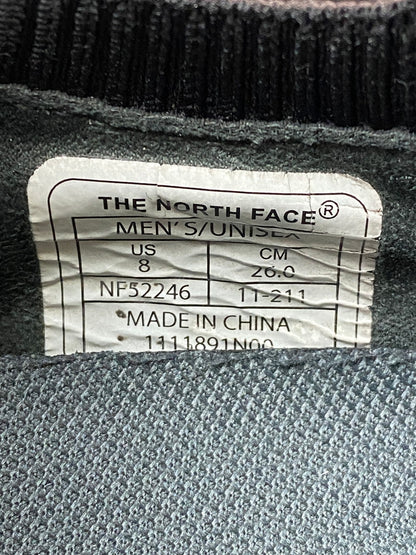 THE NORTH FACE®
MEN'S/UNISEX
US CM
8 26.0
NF52246 11-211
MADE IN CHINA
1111891N00